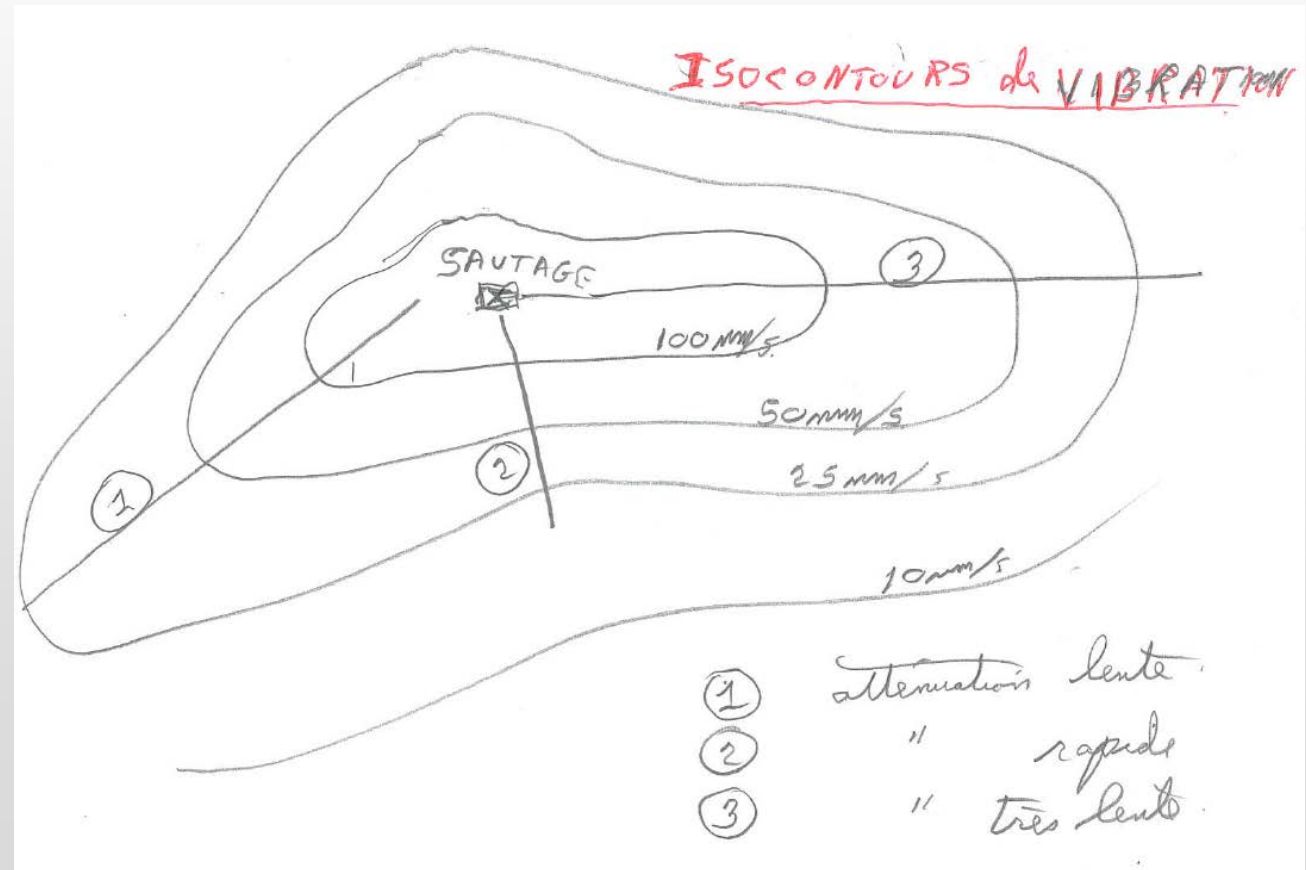 ISOCONTOURS de VIBRATION
SAUTAGE
3
100 mm/s
50 mm/s
2
25 mm/s
1
10 mm/s
1 atténuation lente.
2 " rapide
3 " très lente.